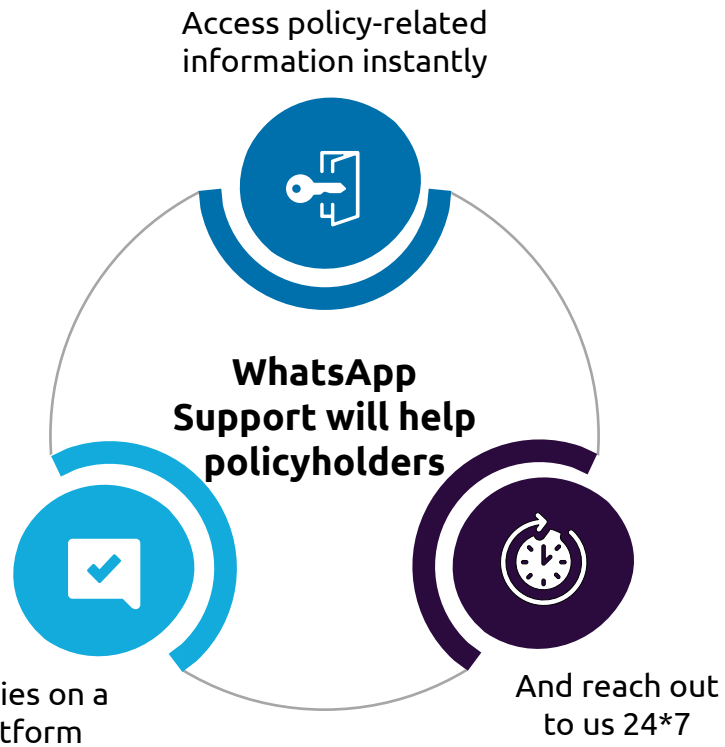 Access policy-related
information instantly
WhatsApp
Support will help
policyholders
ies on a
tform
And reach out
to us 24*7